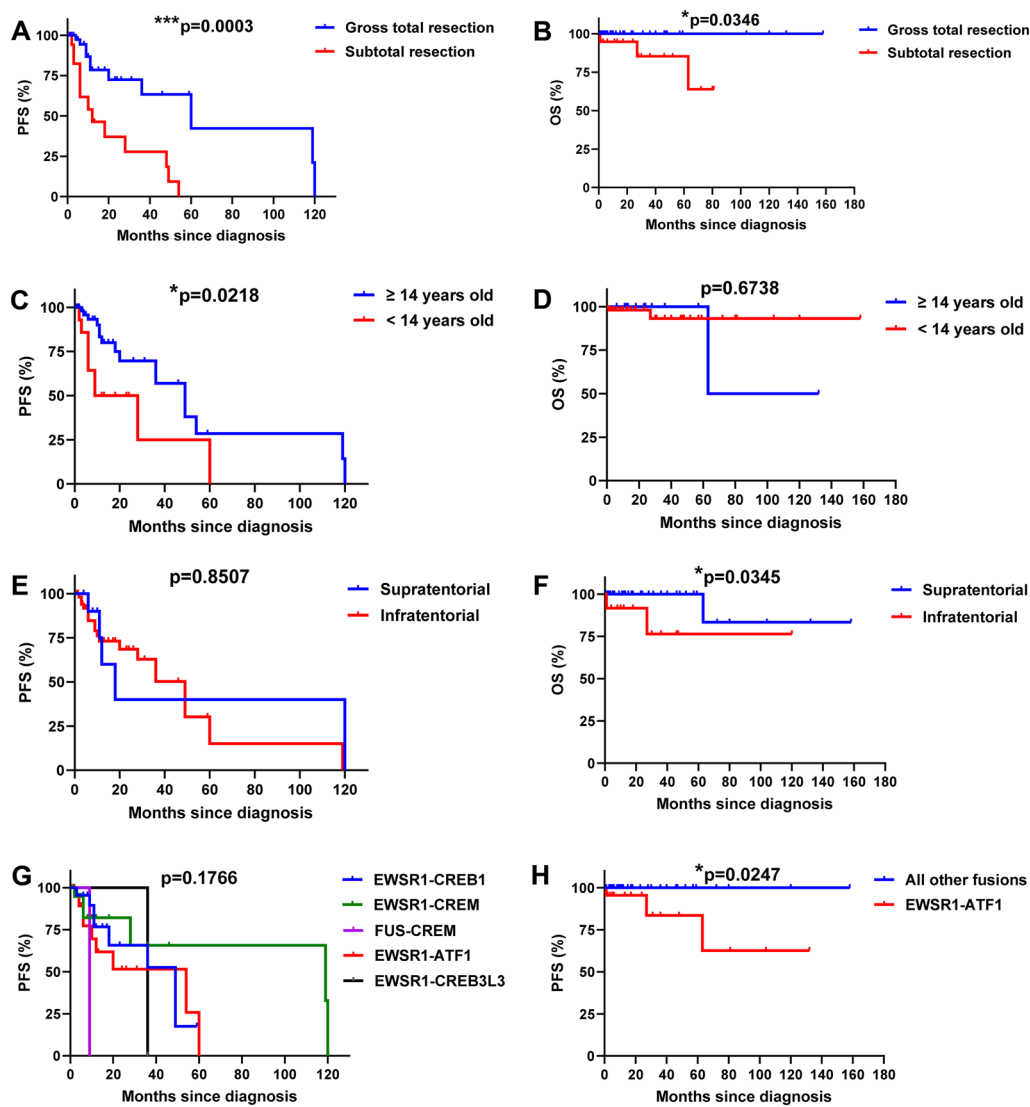 A
***p=0.0003
Gross total resection
Subtotal resection
PFS (%)
100
75
50
25
0
0 20 40 60 80 100 120
Months since diagnosis
B
*p=0.0346
Gross total resection
Subtotal resection
OS (%)
100
75
50
25
0
0 20 40 60 80 100 120 140 160 180
Months since diagnosis
C
*p=0.0218
≥ 14 years old
< 14 years old
PFS (%)
100
75
50
25
0
0 20 40 60 80 100 120
Months since diagnosis
D
p=0.6738
≥ 14 years old
< 14 years old
OS (%)
100
75
50
25
0
0 20 40 60 80 100 120 140 160 180
Months since diagnosis
E
p=0.8507
Supratentorial
Infratentorial
PFS (%)
100
75
50
25
0
0 20 40 60 80 100 120
Months since diagnosis
F
*p=0.0345
Supratentorial
Infratentorial
OS (%)
100
75
50
25
0
0 20 40 60 80 100 120 140 160 180
Months since diagnosis
G
p=0.1766
EWSR1-CREB1
EWSR1-CREM
FUS-CREM
EWSR1-ATF1
EWSR1-CREB3L3
PFS (%)
100
75
50
25
0
0 20 40 60 80 100 120
Months since diagnosis
H
*p=0.0247
All other fusions
EWSR1-ATF1
PFS (%)
100
75
50
25
0
0 20 40 60 80 100 120 140 160 180
Months since diagnosis